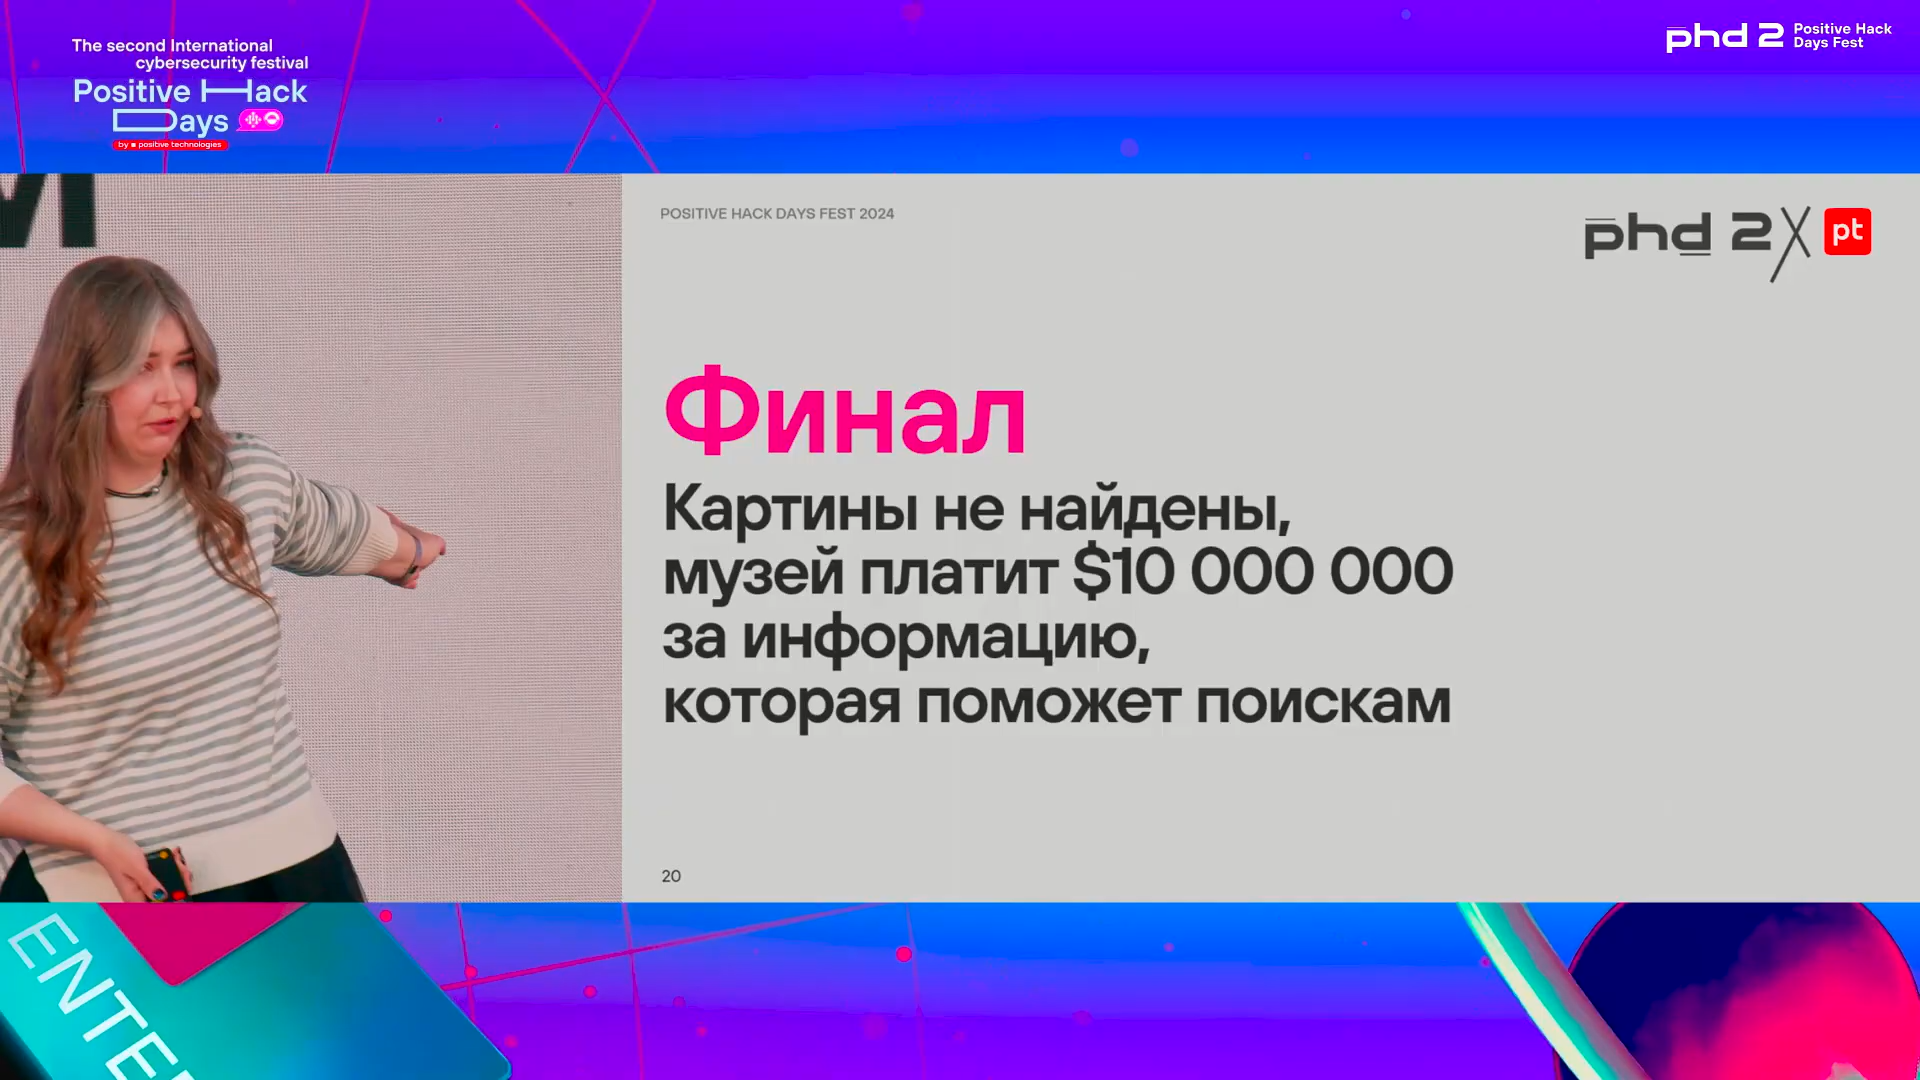 The second International
cybersecurity festival
Positive Hack
Days
by positive technologies
phd 2 Positive Hack
Days Fest
POSITIVE HACK DAYS FEST 2024
phd 2 pt
Финал
Картины не найдены,
музей платит $10 000 000
за информацию,
которая поможет поискам
20
ENTE